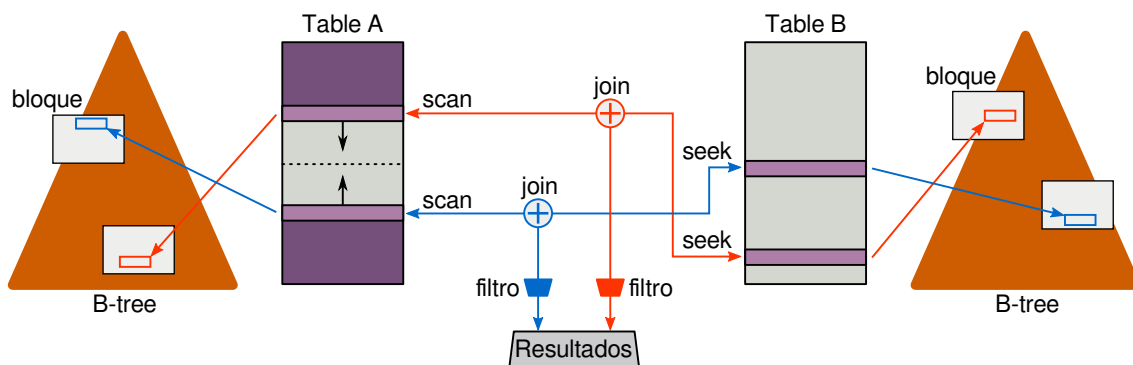 Table A
Table B
bloque
scan
join
bloque
seek
scan
join
seek
filtro
filtro
B-tree
B-tree
Resultados